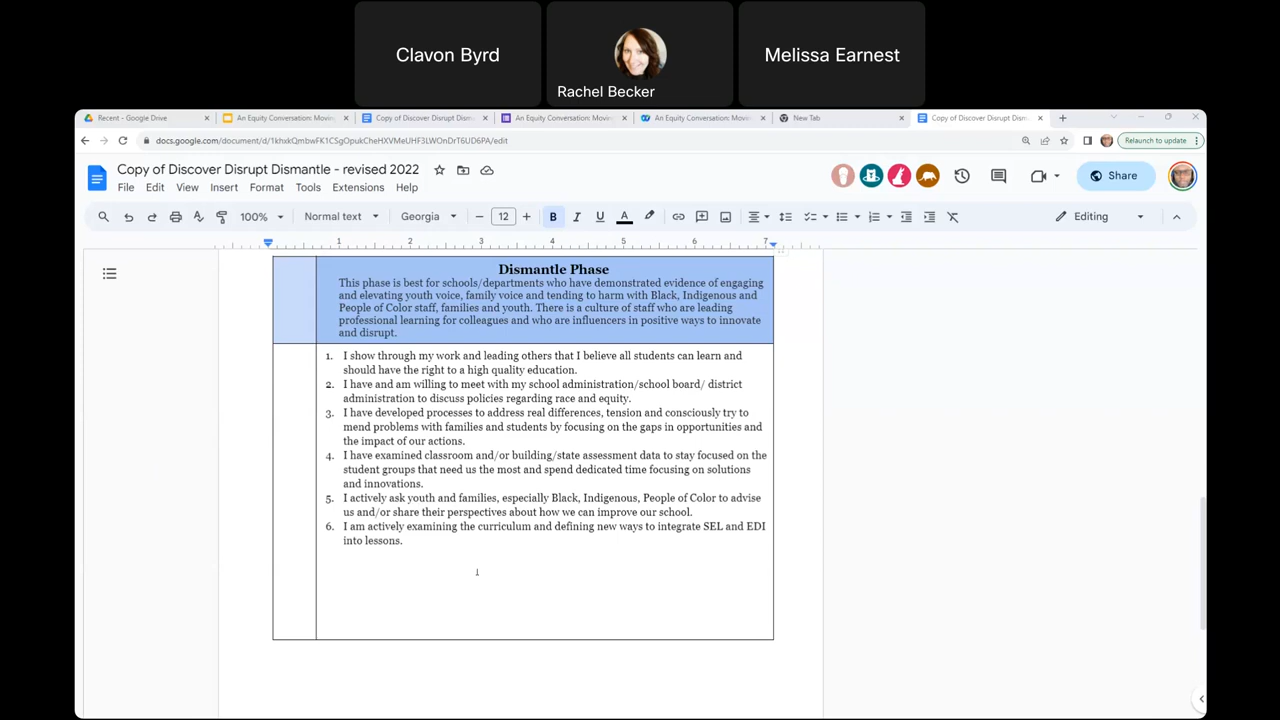 Clavon Byrd
Rachel Becker
Melissa Earnest
Recent - Google Drive
An Equity Conversation: Movin
Copy of Discover Disrupt Dism
An Equity Conversation: Movin
An Equity Conversation: Movin
New Tab
Copy of Discover Disrupt Disman
Relaunch to update
Copy of Discover Disrupt Dismantle - revised 2022
File Edit View Insert Format Tools Extensions Help
Share
100% Normal text Georgia 12 B I U A Editing
1 2 3 4 5 6 7
Dismantle Phase
This phase is best for schools/departments who have demonstrated evidence of engaging
and elevating youth voice, family voice and tending to harm with Black, Indigenous and
People of Color staff, families and youth. There is a culture of staff who are leading
professional learning for colleagues and who are influencers in positive ways to innovate
and disrupt.
1. I show through my work and leading others that I believe all students can learn and
should have the right to a high quality education.
2. I have and am willing to meet with my school administration/school board/ district
administration to discuss policies regarding race and equity.
3. I have developed processes to address real differences, tension and consciously try to
mend problems with families and students by focusing on the gaps in opportunities and
the impact of our actions.
4. I have examined classroom and/or building/state assessment data to stay focused on the
student groups that need us the most and spend dedicated time focusing on solutions
and innovations.
5. I actively ask youth and families, especially Black, Indigenous, People of Color to advise
us and/or share their perspectives about how we can improve our school.
6. I am actively examining the curriculum and defining new ways to integrate SEL and EDI
into lessons.